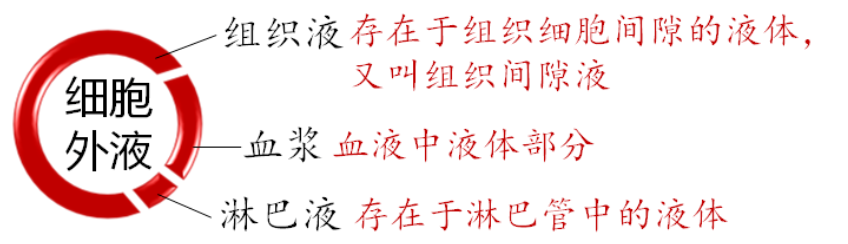 组织液 存在于组织细胞间隙的液体，
又叫组织间隙液
细胞
外液
血浆 血液中液体部分
淋巴液 存在于淋巴管中的液体